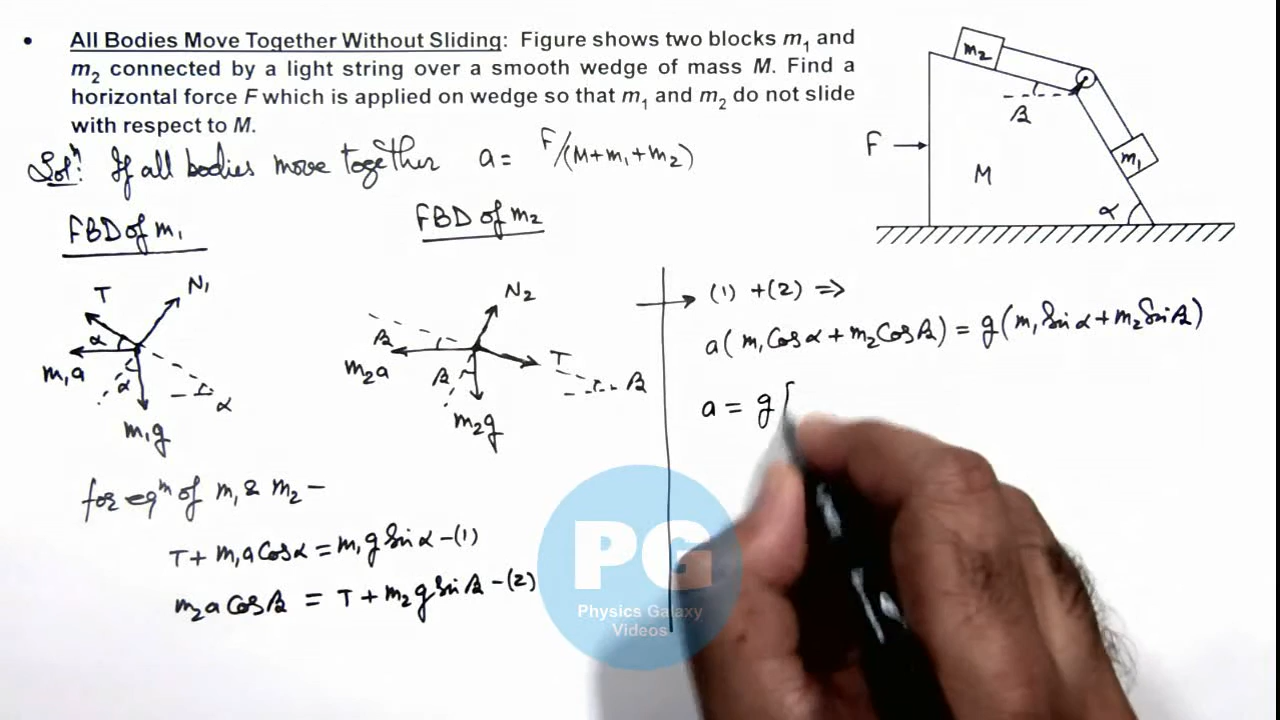 • All Bodies Move Together Without Sliding: Figure shows two blocks m₁ and
m₂ connected by a light string over a smooth wedge of mass M. Find a
horizontal force F which is applied on wedge so that m₁ and m₂ do not slide
with respect to M.
Solⁿ: If all bodies move together a = F/(M+m₁+m₂)
m₂
β
F
M
m₁
α
FBD of m₁
T
N₁
α
m₁a
α
α
m₁g
FBD of m₂
N₂
β
m₂a
T
β
β
m₂g
for eqᵐ of m₁ & m₂ –
T + m₁a Cosα = m₁g Sinα –(1)
m₂a Cosβ = T + m₂g Sinβ –(2)
(1) + (2) ⇒
a(m₁Cosα + m₂Cosβ) = g(m₁Sinα + m₂Sinβ)
a = g[
PG
Physics Galaxy
Videos